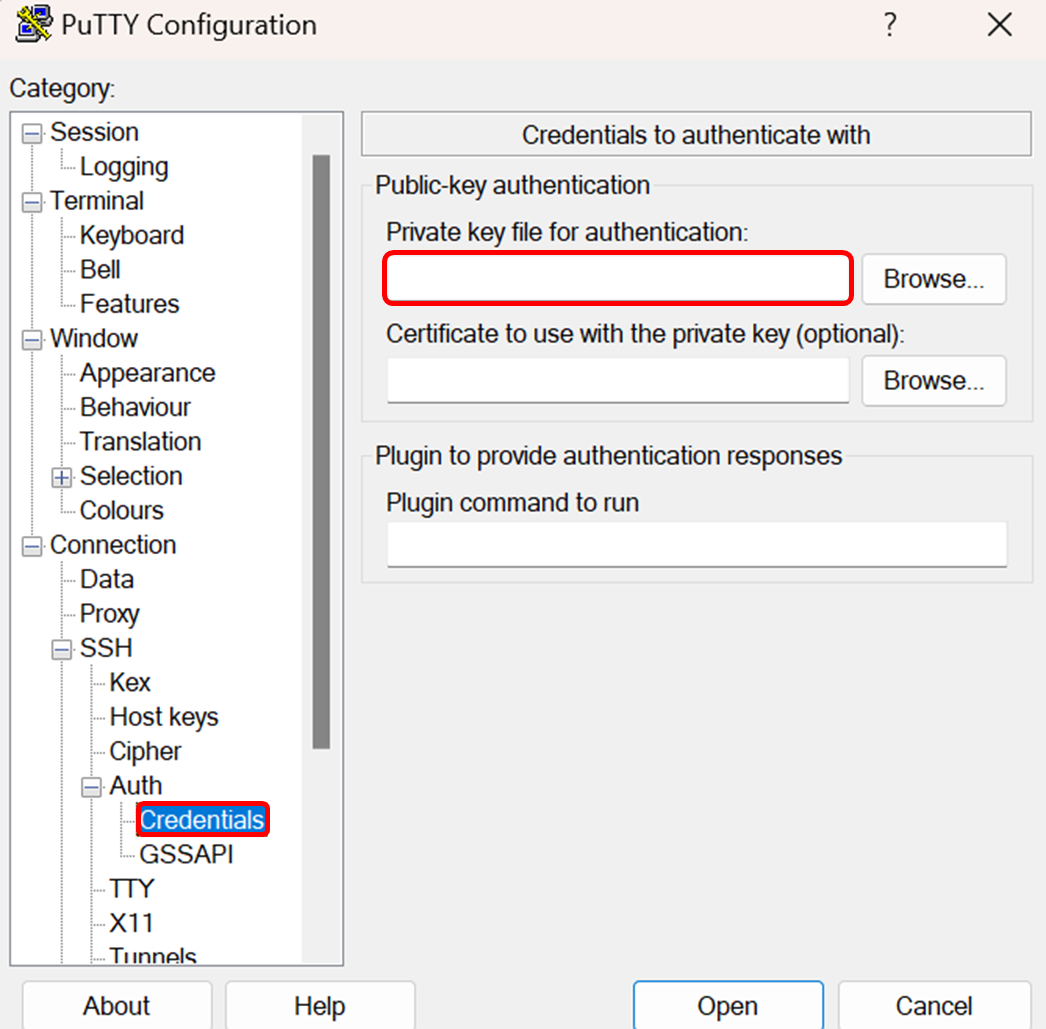 PuTTY Configuration
?
Category:
Session
Logging
Terminal
Keyboard
Bell
Features
Window
Appearance
Behaviour
Translation
Selection
Colours
Connection
Data
Proxy
SSH
Kex
Host keys
Cipher
Auth
Credentials
GSSAPI
TTY
X11
Tunnels
Credentials to authenticate with
Public-key authentication
Private key file for authentication:
Browse...
Certificate to use with the private key (optional):
Browse...
Plugin to provide authentication responses
Plugin command to run
About
Help
Open
Cancel